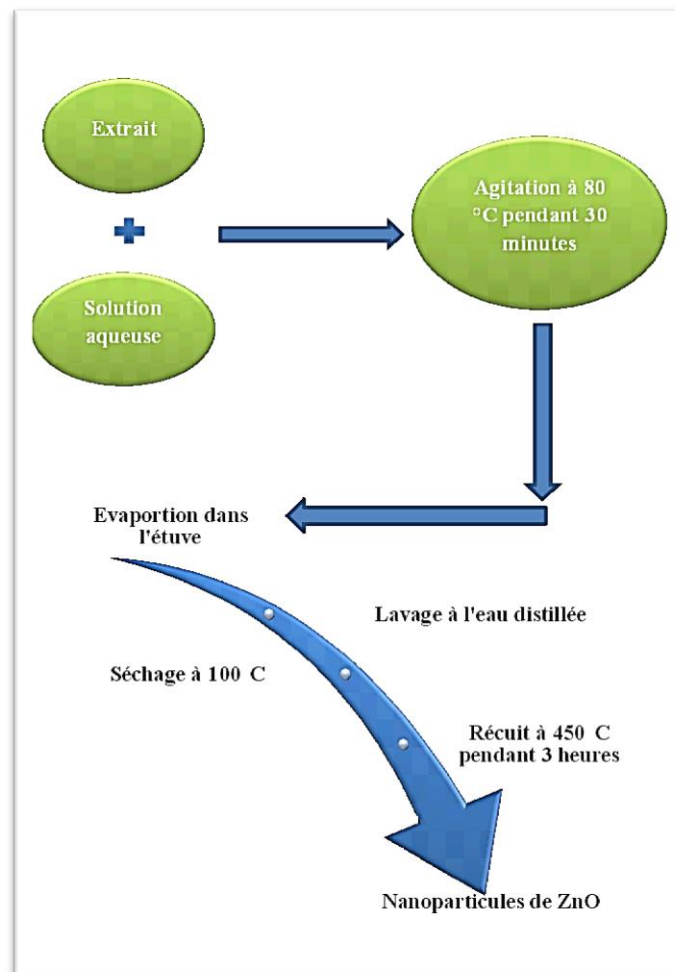 Extrait
Solution
aqueuse
Agitation à 80
°C pendant 30
minutes
Evaportion dans
l'étuve
Lavage à l'eau distillée
Séchage à 100 C
Récuit à 450 C
pendant 3 heures
Nanoparticules de ZnO